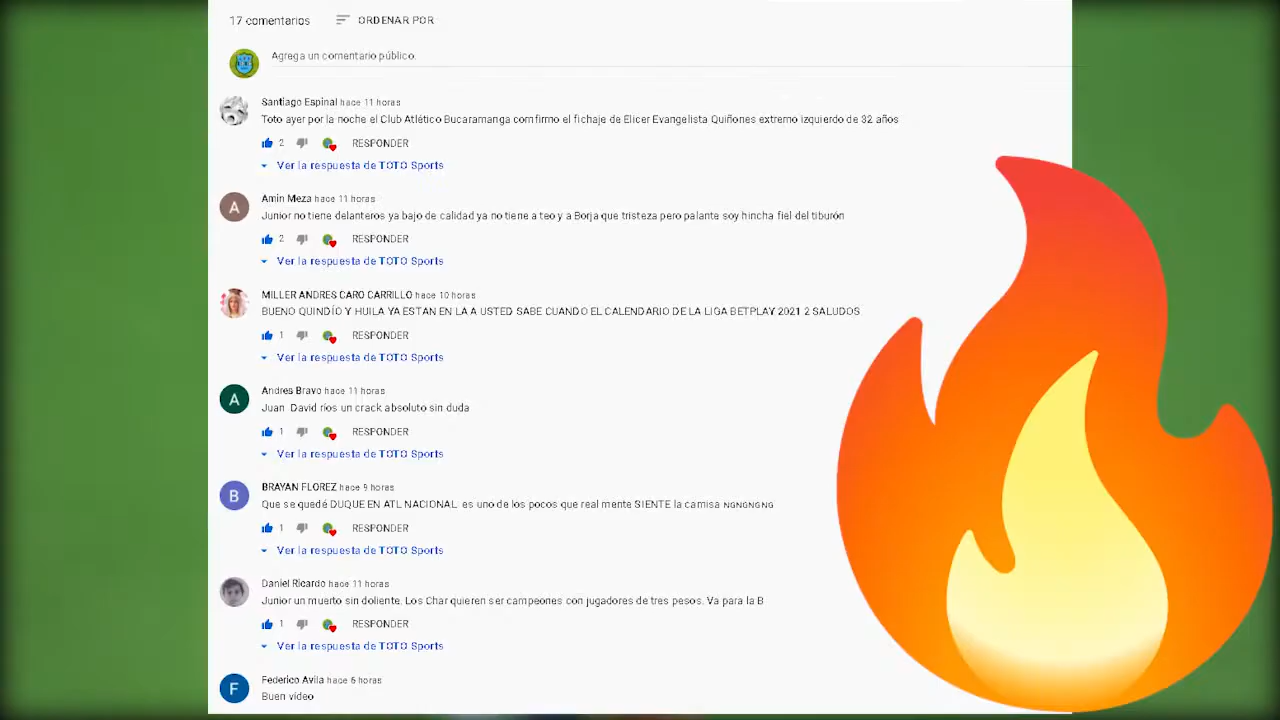 17 comentarios ORDENAR POR
Agrega un comentario público.
Santiago Espinal hace 11 horas
Toto ayer por la noche el Club Atlético Bucaramanga cornfirmo el fichaje de Elicer Evangelista Quiñones extremo izquierdo de 32 años
2 RESPONDER
Ver la respuesta de TOTO Sports
A
Amin Meza hace 11 horas
Junior no tiene delanteros ya bajo de calidad ya no tiene a teo y a Borja que tristeza pero palante soy hincha fiel del tiburón
2 RESPONDER
Ver la respuesta de TOTO Sports
MILLER ANDRES CARO CARRILLO hace 10 horas
BUENO QUINDÍO Y HUILA YA ESTAN EN LA A USTED SABE CUANDO EL CALENDARIO DE LA LIGA BETPLAY 2021 2 SALUDOS
1 RESPONDER
Ver la respuesta de TOTO Sports
A
Andres Bravo hace 11 horas
Juan David rios un crack absoluto sin duda
1 RESPONDER
Ver la respuesta de TOTO Sports
B
BRAYAN FLOREZ hace 9 horas
Que se quedé DUQUE EN ATL NACIONAL es uno de los pocos que real mente SIENTE la camisa ɴɢɴɢɴɢɴɢ
1 RESPONDER
Ver la respuesta de TOTO Sports
Daniel Ricardo hace 11 horas
Junior un muerto sin doliente. Los Char quieren ser campeones con jugadores de tres pesos. Va para la B
1 RESPONDER
Ver la respuesta de TOTO Sports
F
Federico Avila hace 6 horas
Buen vídeo